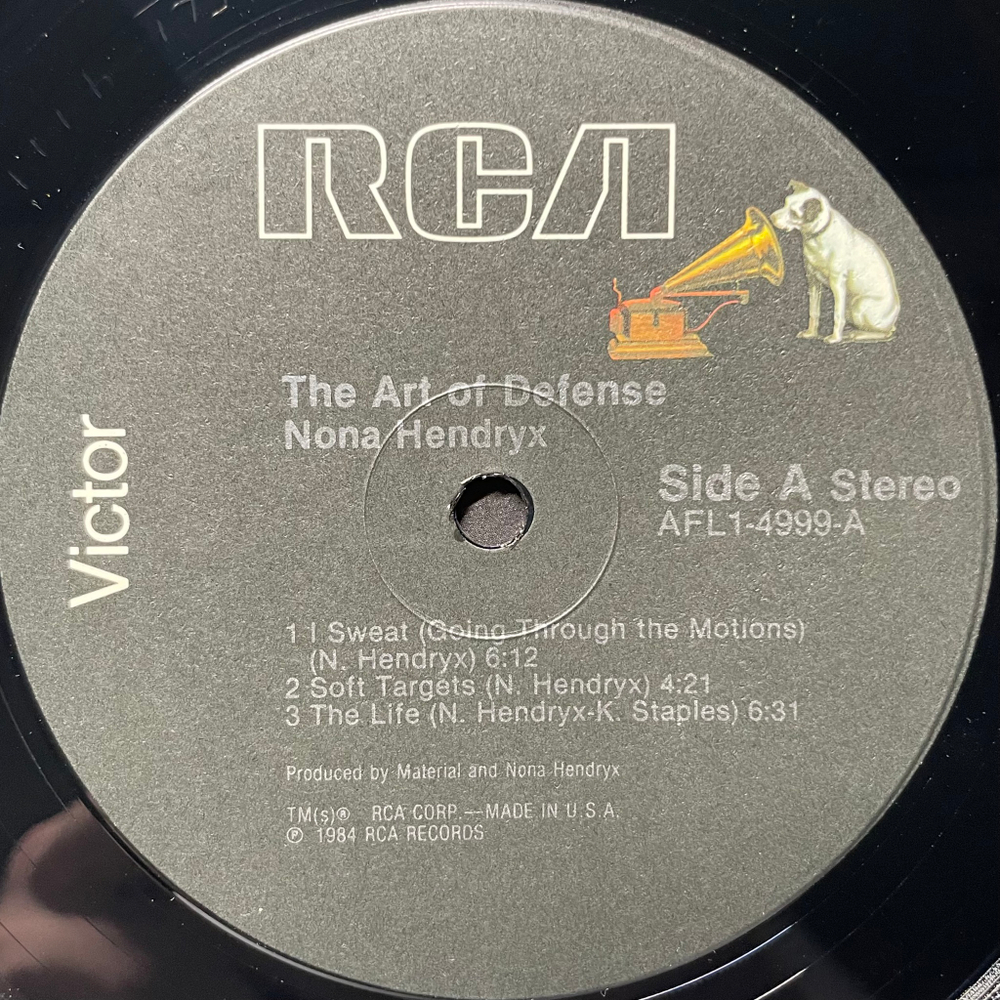 RCA
Victor
The Art of Defense
Nona Hendryx
Side A Stereo
AFL1-4999-A
1 I Sweat (Going Through the Motions)
(N. Hendryx) 6:12
2 Soft Targets (N. Hendryx) 4:21
3 The Life (N. Hendryx-K. Staples) 6:31
Produced by Material and Nona Hendryx
TM(s)® RCA CORP.—MADE IN U.S.A.
℗ 1984 RCA RECORDS